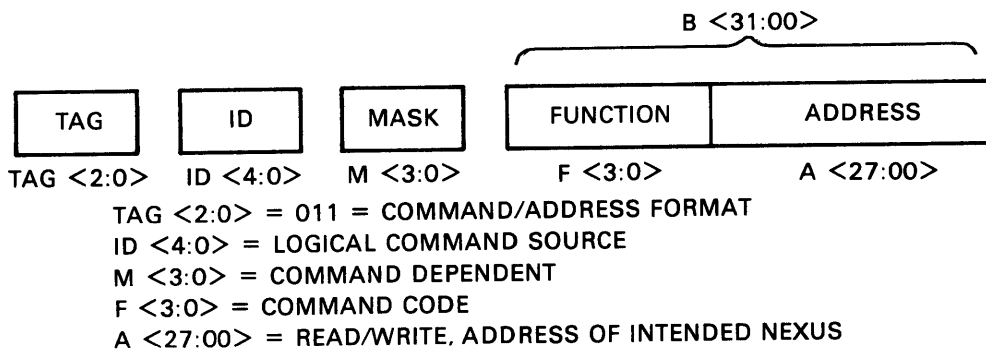 B <31:00>
TAG ID MASK FUNCTION ADDRESS
TAG <2:0> ID <4:0> M <3:0> F <3:0> A <27:00>
TAG <2:0> = 011 = COMMAND/ADDRESS FORMAT
ID <4:0> = LOGICAL COMMAND SOURCE
M <3:0> = COMMAND DEPENDENT
F <3:0> = COMMAND CODE
A <27:00> = READ/WRITE, ADDRESS OF INTENDED NEXUS